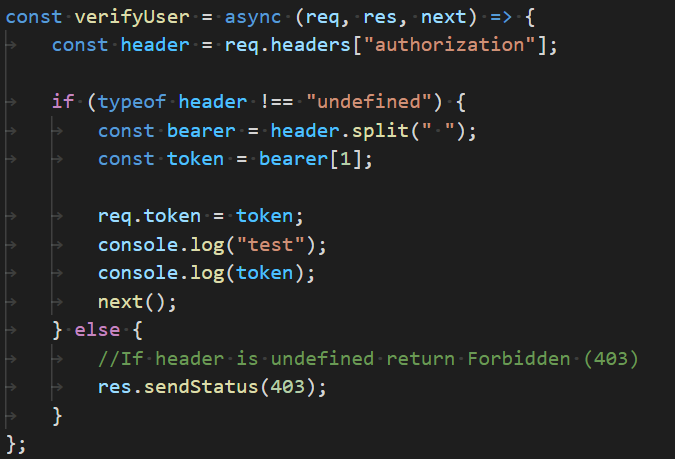 const verifyUser = async (req, res, next) => {
const header = req.headers["authorization"];
if (typeof header !== "undefined") {
const bearer = header.split(" ");
const token = bearer[1];
req.token = token;
console.log("test");
console.log(token);
next();
} else {
//If header is undefined return Forbidden (403)
res.sendStatus(403);
}
};